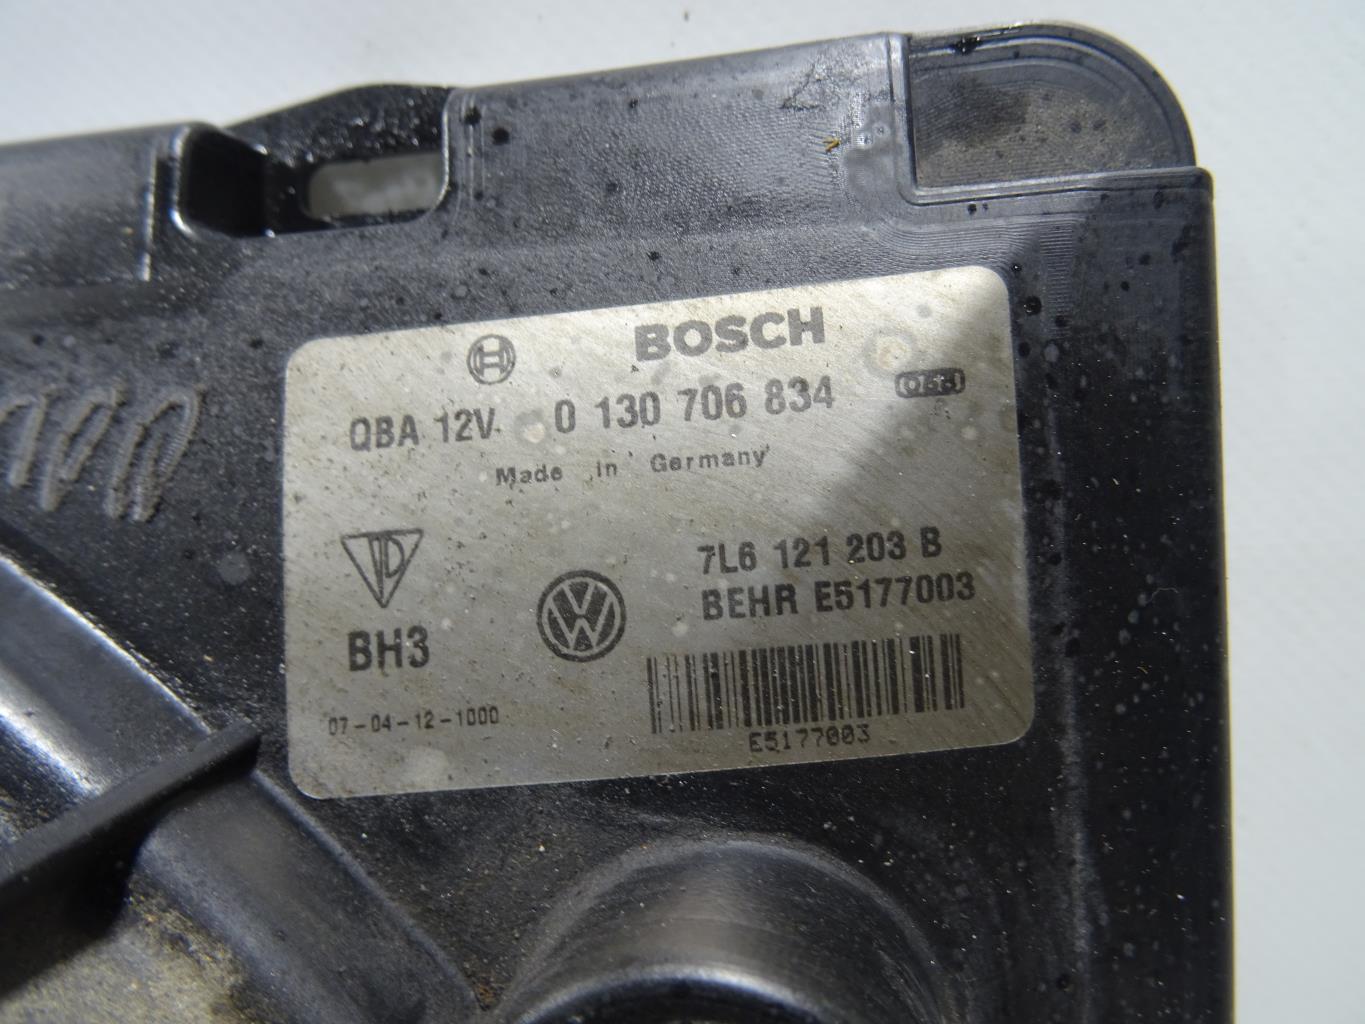 BOSCH
QBA 12V 0 130 706 834
Made in Germany
7L6 121 203 B
BEHR E5177003
BH3
VW
07-04-12-1000
E5177003